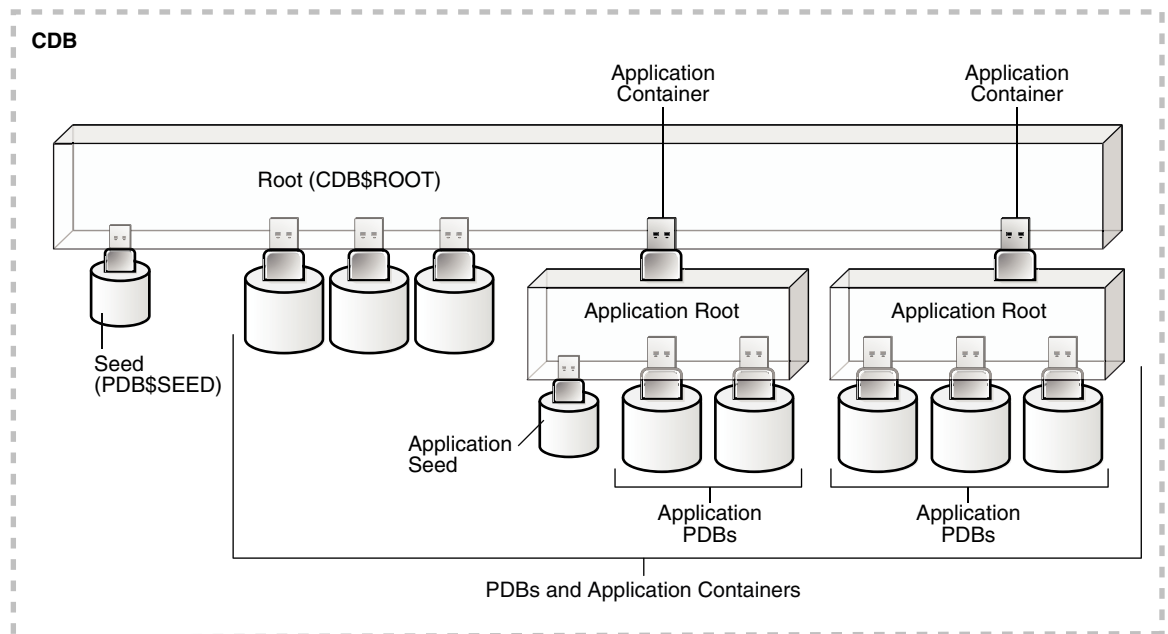 CDB
Application
Container
Application
Container
Root (CDB$ROOT)
Application Root
Application Root
Seed
(PDB$SEED)
Application
Seed
Application
PDBs
Application
PDBs
PDBs and Application Containers